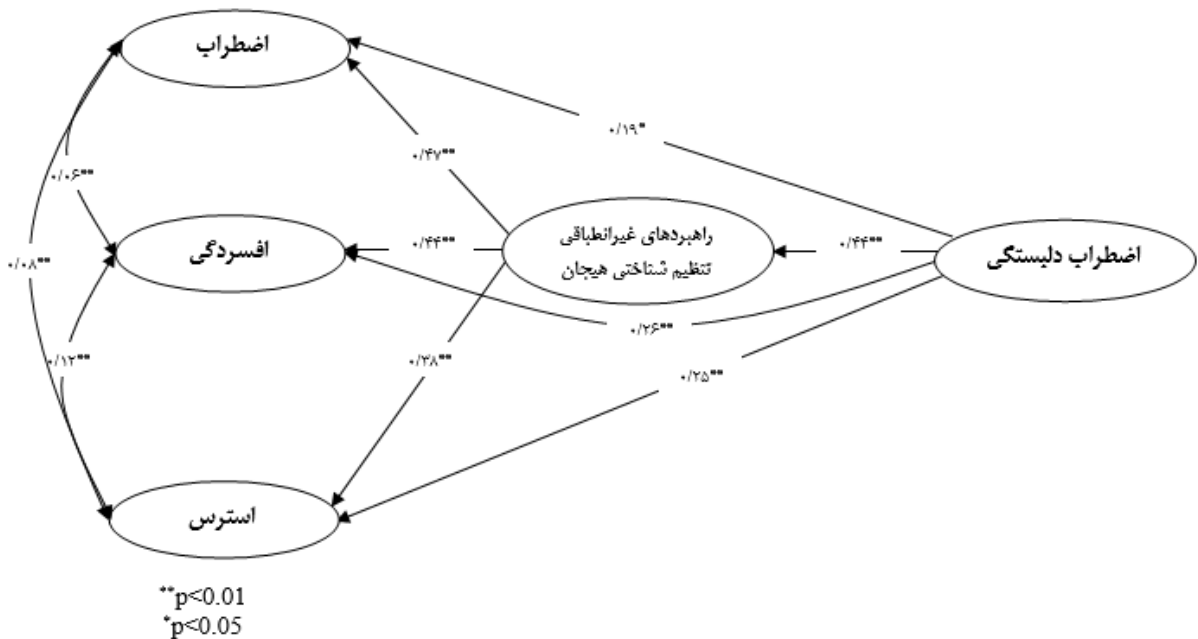 اضطراب
۰/۱۹*
۰/۴۷**
۰/۰۶**
راهبردهای غیرانطباقی
تنظیم شناختی هیجان
افسردگی
۰/۴۴**
۰/۴۴**
اضطراب دلبستگی
۰/۰۸**
۰/۲۶**
۰/۱۲**
۰/۳۸**
۰/۲۵**
استرس
**p<0.01
*p<0.05